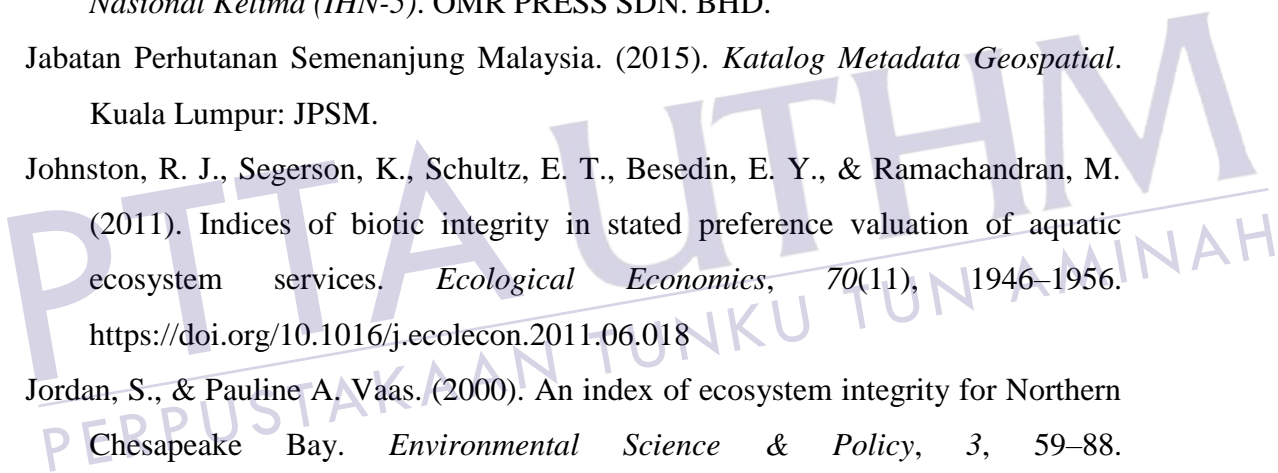 Nasional Kelima (IHN-5). OMR PRESS SDN. BHD.
Jabatan Perhutanan Semenanjung Malaysia. (2015). Katalog Metadata Geospatial.
Kuala Lumpur: JPSM.
Johnston, R. J., Segerson, K., Schultz, E. T., Besedin, E. Y., & Ramachandran, M.
(2011). Indices of biotic integrity in stated preference valuation of aquatic
ecosystem services. Ecological Economics, 70(11), 1946–1956.
https://doi.org/10.1016/j.ecolecon.2011.06.018
Jordan, S., & Pauline A. Vaas. (2000). An index of ecosystem integrity for Northern
Chesapeake Bay. Environmental Science & Policy, 3, 59–88.
PTTA UTHM
PERPUSTAKAAN TUNKU TUN AMINAH